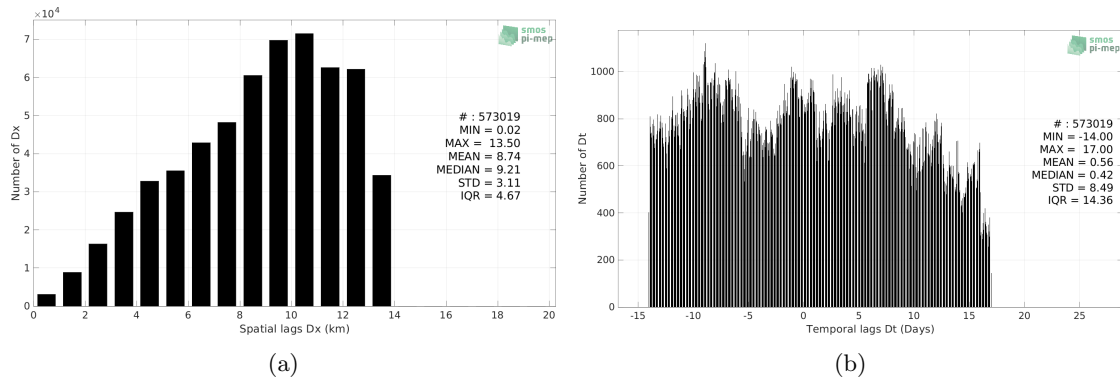 ×10⁴
7
6
5
4
3
2
1
0
Number of Dx
0 2 4 6 8 10 12 14 16 18 20
Spatial lags Dx (km)
smos
pi-mep
# : 573019
MIN = 0.02
MAX = 13.50
MEAN = 8.74
MEDIAN = 9.21
STD = 3.11
IQR = 4.67
(a)
1000
800
600
400
200
0
Number of Dt
-15 -10 -5 0 5 10 15 20 25
Temporal lags Dt (Days)
smos
pi-mep
# : 573019
MIN = -14.00
MAX = 17.00
MEAN = 0.56
MEDIAN = 0.42
STD = 8.49
IQR = 14.36
(b)